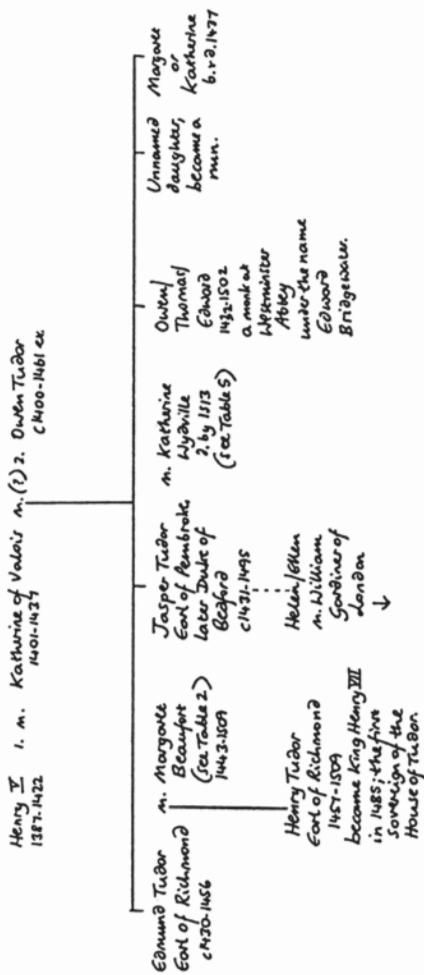 Henry V 1. m. Katherine of Valois m.(?) 2. Owen Tudor
1387-1422
1401-1437
c1400-1461 ex.
Edmund Tudor
Earl of Richmond
c1430-1456
m. Margaret
Beaufort
(see Table 2)
1443-1509
Jasper Tudor
Earl of Pembroke,
Later Duke of
Bedford
c1431-1495
m. Katherine
Wydville
d. by 1513
(see Table 5)
Owen/
Thomas/
Edward
1432-1502
a monk at
Westminster
Abbey
under the name
Edward
Bridgewater.
Unnamed
daughter,
became a
nun.
Margaret
or
Katherine
b.+d.1437
Henry Tudor
Earl of Richmond
1457-1509
became King Henry VII
in 1485; the first
sovereign of the
House of Tudor.
Helen/Ellen
m. William
Gardiner of
London
↓